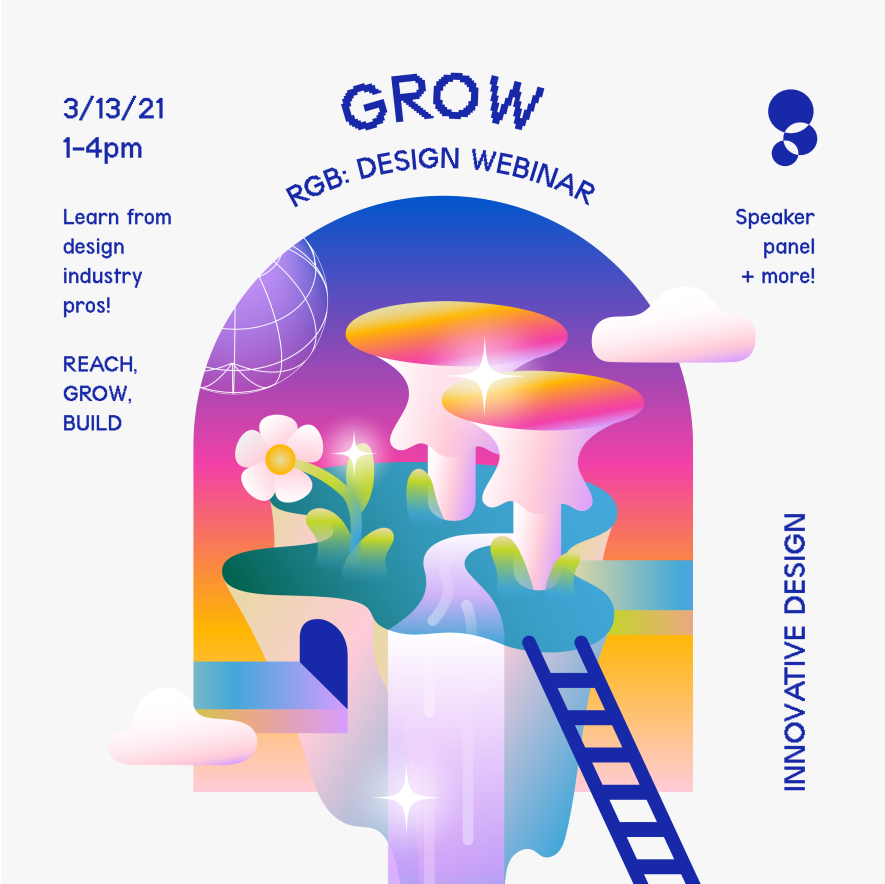 GROW
RGB: DESIGN WEBINAR
3/13/21
1–4pm
Learn from
design
industry
pros!
REACH,
GROW,
BUILD
Speaker
panel
+ more!
INNOVATIVE DESIGN